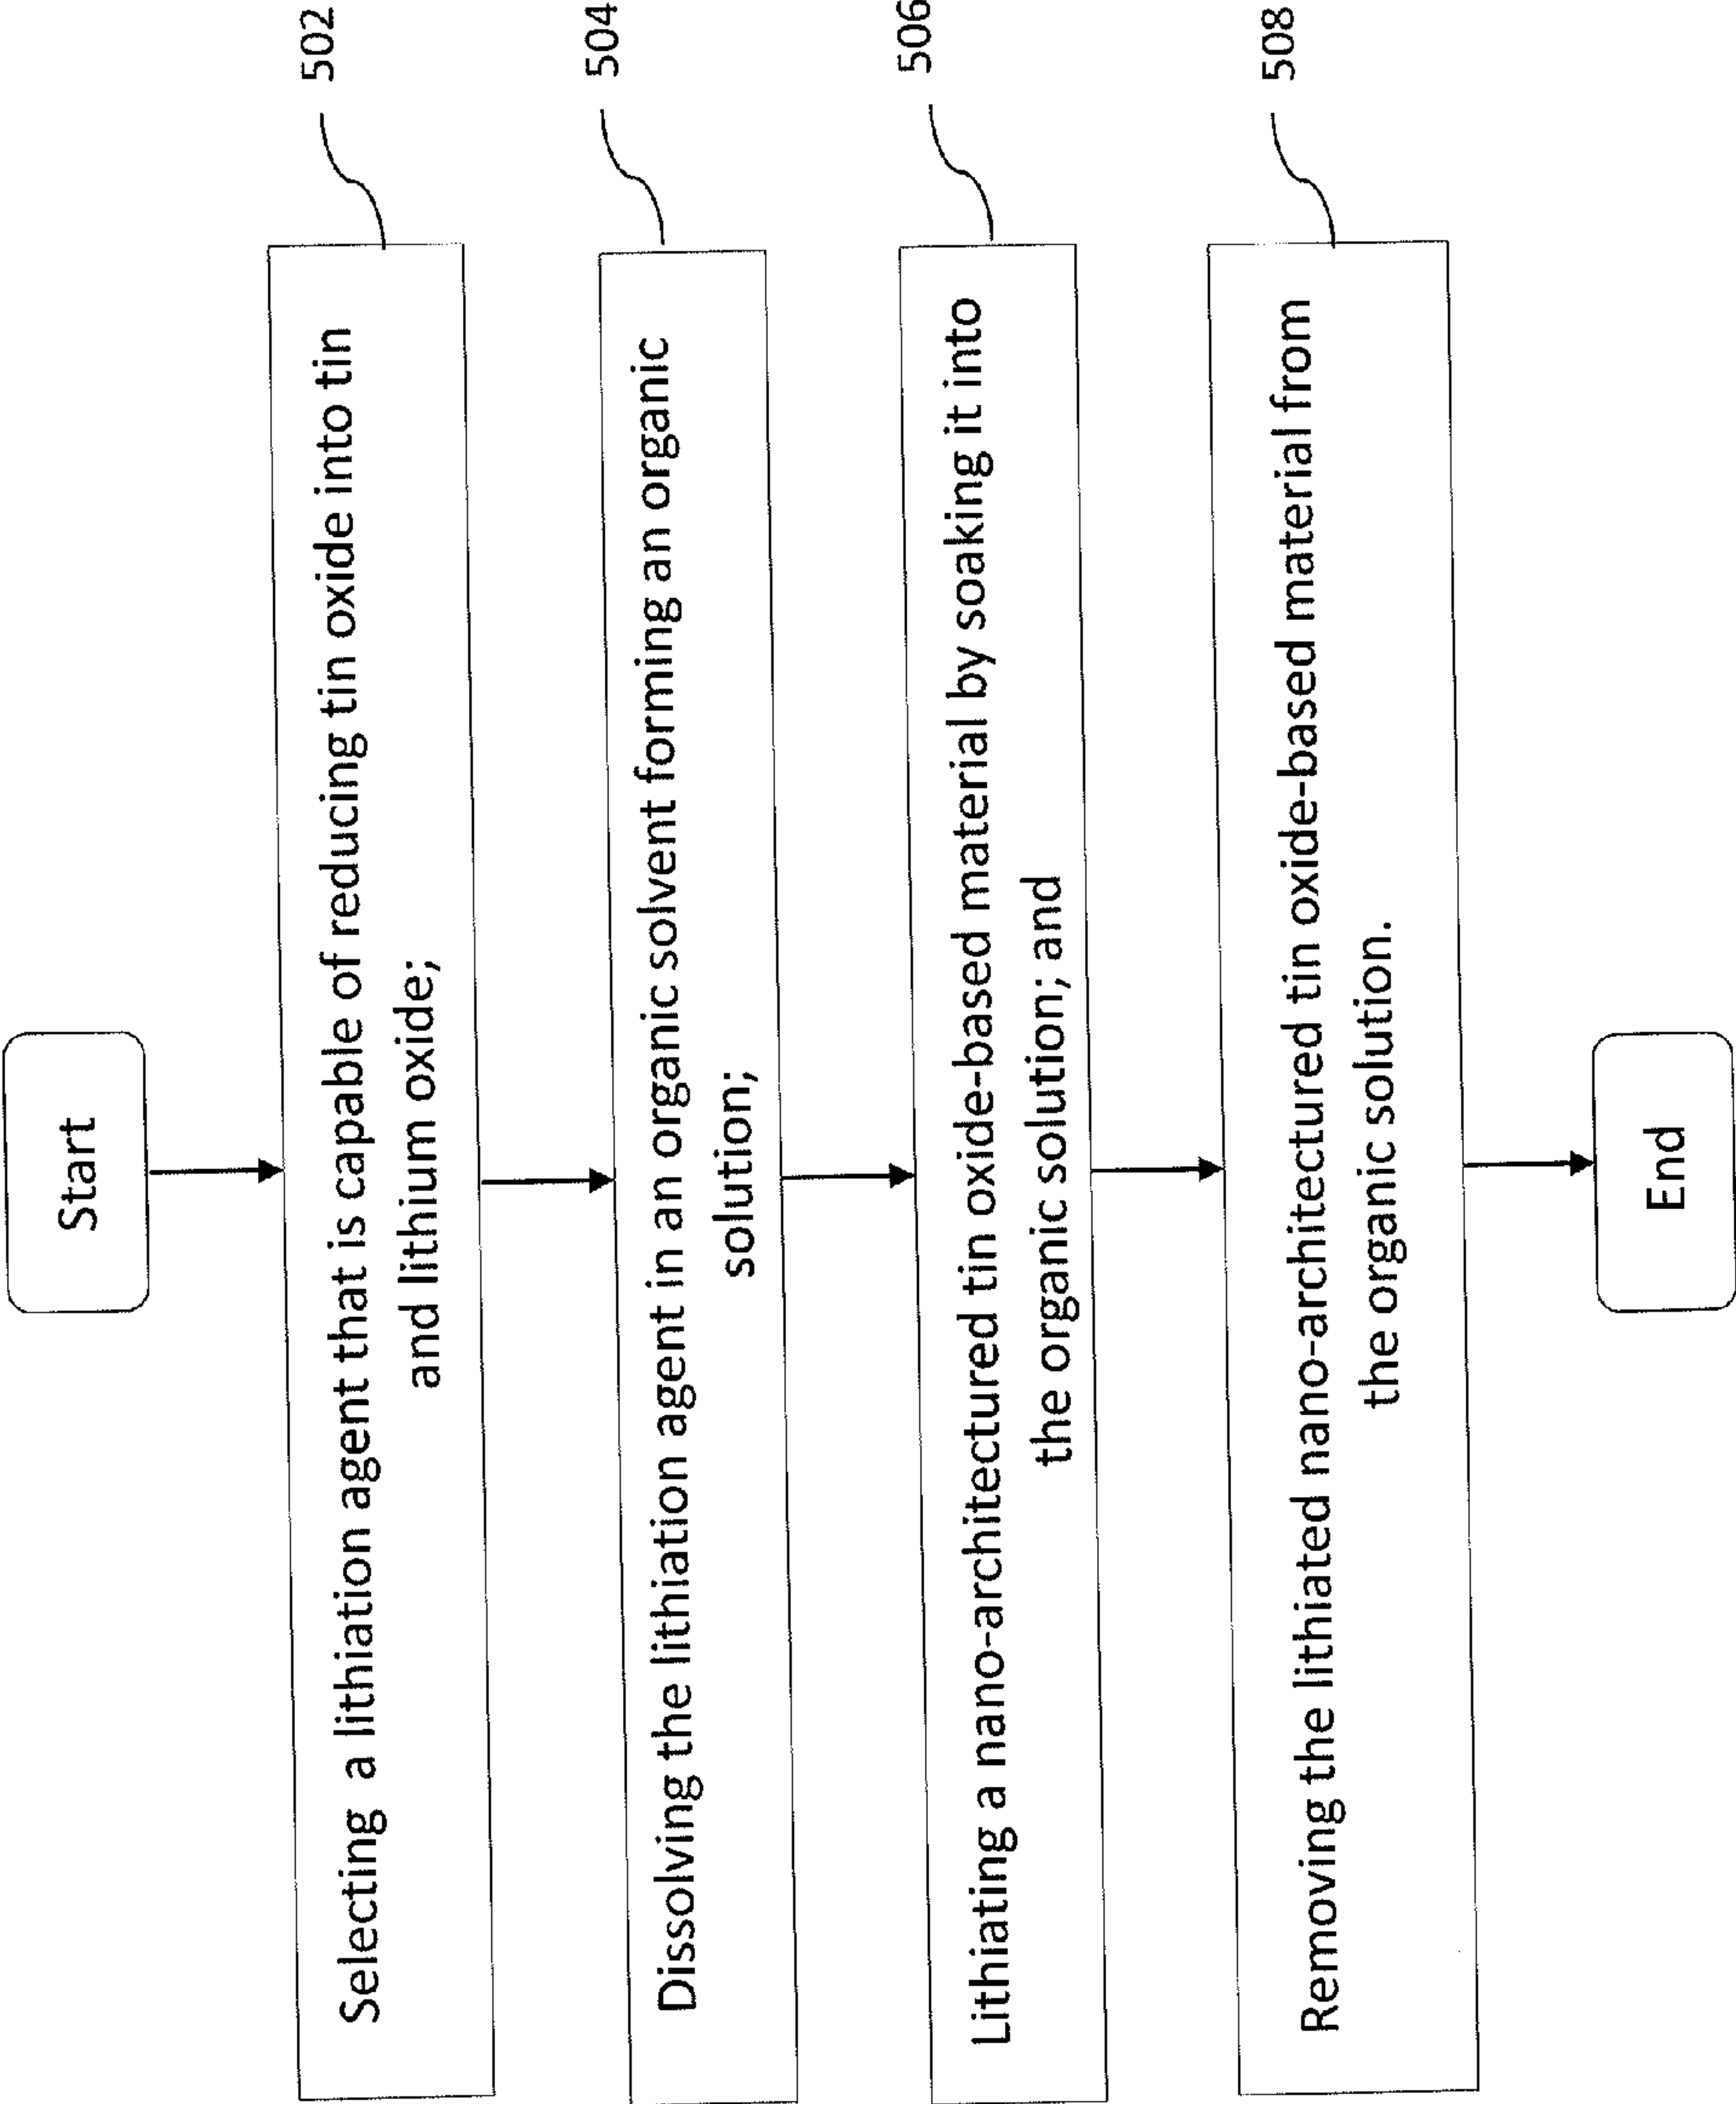 Start
Selecting a lithiation agent that is capable of reducing tin oxide into tin
and lithium oxide;
502
Dissolving the lithiation agent in an organic solvent forming an organic
solution;
504
Lithiating a nano-architectured tin oxide-based material by soaking it into
the organic solution; and
506
Removing the lithiated nano-architectured tin oxide-based material from
the organic solution.
508
End